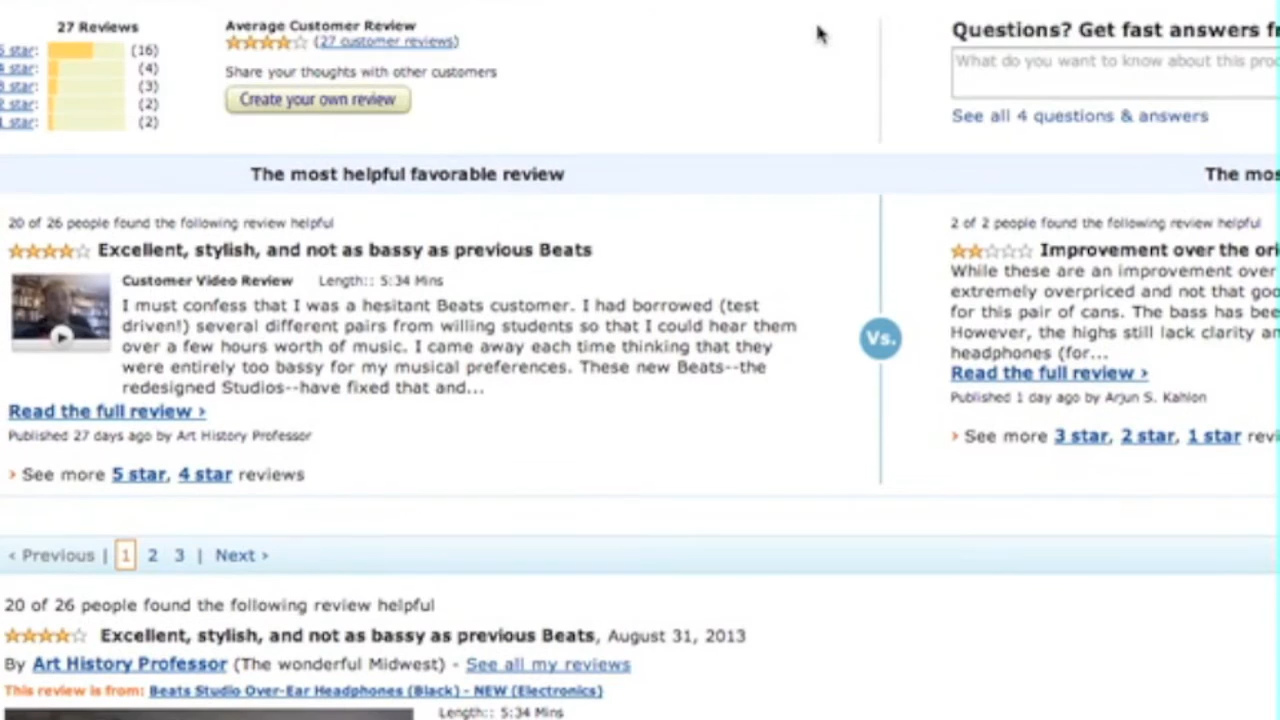 27 Reviews
5 star: (16)
4 star: (4)
3 star: (3)
2 star: (2)
1 star: (2)
Average Customer Review
(27 customer reviews)
Share your thoughts with other customers
Create your own review
Questions? Get fast answers
What do you want to know about this
See all 4 questions & answers
The most helpful favorable review
The
20 of 26 people found the following review helpful
Excellent, stylish, and not as bassy as previous Beats
Customer Video Review Length:: 5:34 Mins
I must confess that I was a hesitant Beats customer. I had borrowed (test
driven!) several different pairs from willing students so that I could hear them
over a few hours worth of music. I came away each time thinking that they
were entirely too bassy for my musical preferences. These new Beats--the
redesigned Studios--have fixed that and...
Read the full review ›
Published 27 days ago by Art History Professor
› See more 5 star, 4 star reviews
Vs.
2 of 2 people found the following review helpful
Improvement over the
While these are an improvement over
extremely overpriced and not that
for this pair of cans. The bass has
However, the highs still lack clarity
headphones (for...
Read the full review ›
Published 1 day ago by Arjun S. Kahlon
› See more 3 star, 2 star, 1 star
‹ Previous | 1 2 3 | Next ›
20 of 26 people found the following review helpful
Excellent, stylish, and not as bassy as previous Beats, August 31, 2013
By Art History Professor (The wonderful Midwest) - See all my reviews
This review is from: Beats Studio Over-Ear Headphones (Black) - NEW (Electronics)
Length:: 5:34 Mins